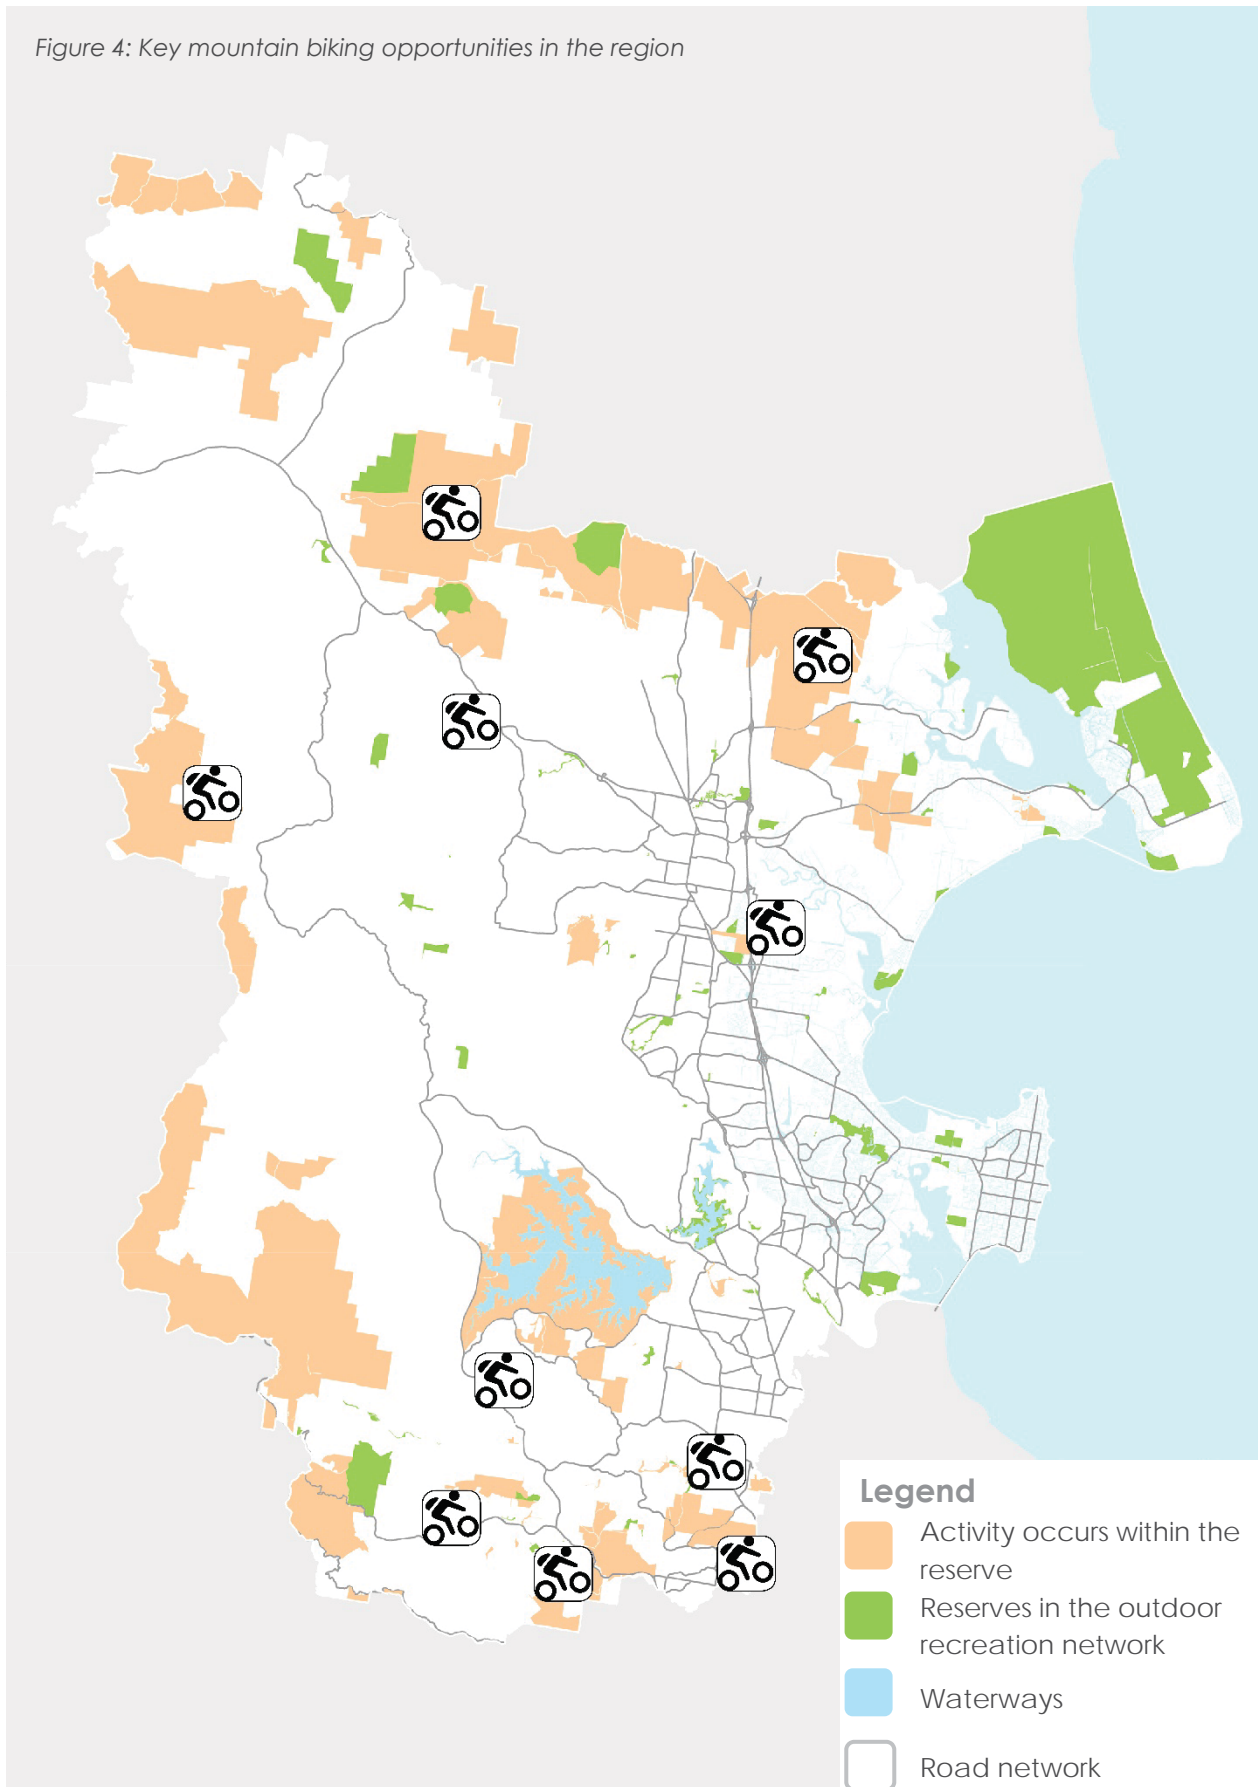 Figure 4: Key mountain biking opportunities in the region
Legend
Activity occurs within the
reserve
Reserves in the outdoor
recreation network
Waterways
Road network